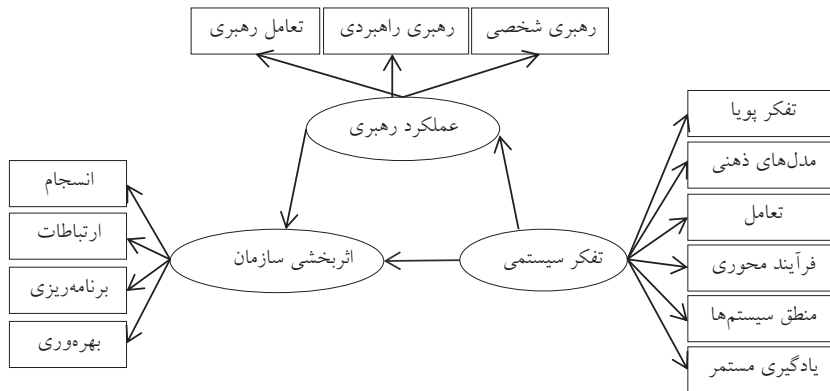 رهبری شخصی
رهبری راهبردی
تعامل رهبری
عملکرد رهبری
تفکر پویا
مدل‌های ذهنی
تعامل
فرآیند محوری
منطق سیستم‌ها
یادگیری مستمر
تفکر سیستمی
اثربخشی سازمان
انسجام
ارتباطات
برنامه‌ریزی
بهره‌وری